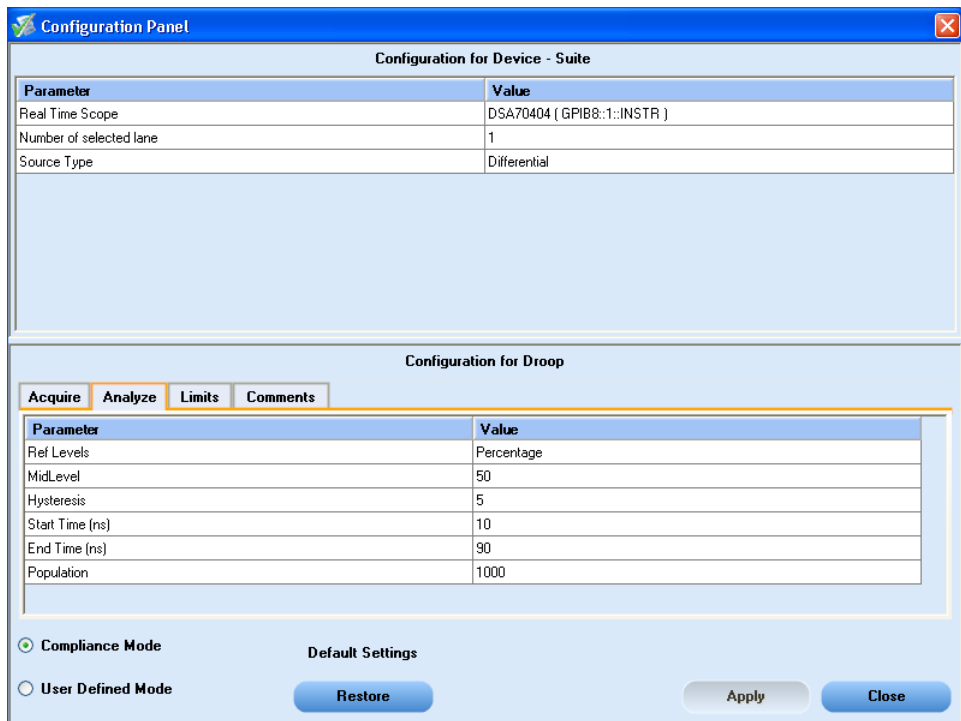 Configuration Panel
Configuration for Device - Suite
Parameter Value
Real Time Scope DSA70404 ( GPIB8::1::INSTR )
Number of selected lane 1
Source Type Differential
Configuration for Droop
Acquire Analyze Limits Comments
Parameter Value
Ref Levels Percentage
MidLevel 50
Hysteresis 5
Start Time (ns) 10
End Time (ns) 90
Population 1000
Compliance Mode
Default Settings
User Defined Mode
Restore Apply Close